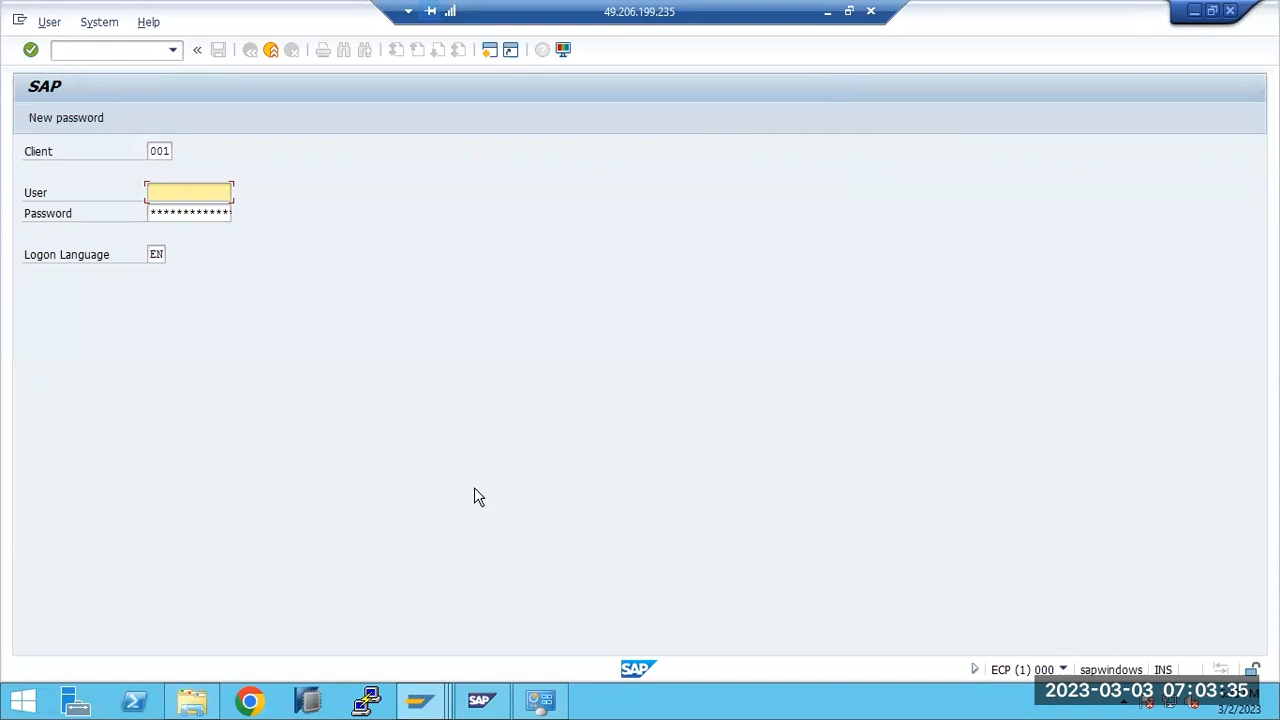 49.206.199.235
User System Help
SAP
New password
Client 001
User
Password ************
Logon Language EN
SAP
ECP (1) 000 sapwindows INS
2023-03-03 07:03:35
SAP
3/2/2023